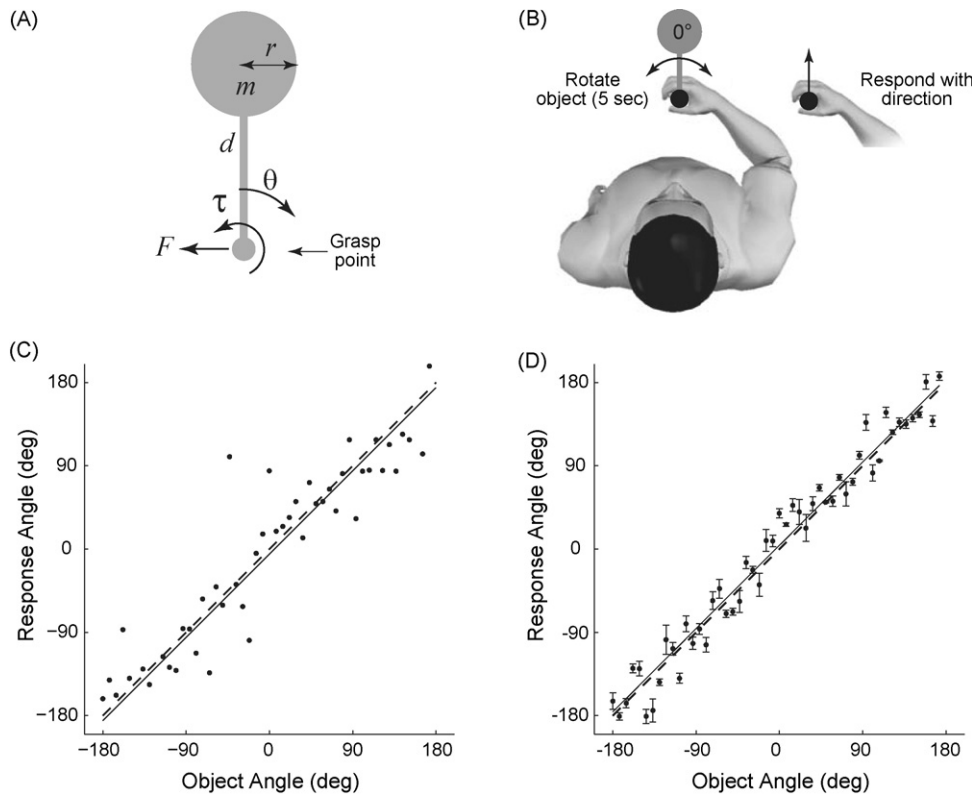 (A)
r
m
d
θ
τ
F
Grasp
point
(B)
0°
Rotate
object (5 sec)
Respond with
direction
(C)
Response Angle (deg)
180
90
0
−90
−180
−180
−90
0
90
180
Object Angle (deg)
(D)
Response Angle (deg)
180
90
0
-90
-180
-180
-90
0
90
180
Object Angle (deg)